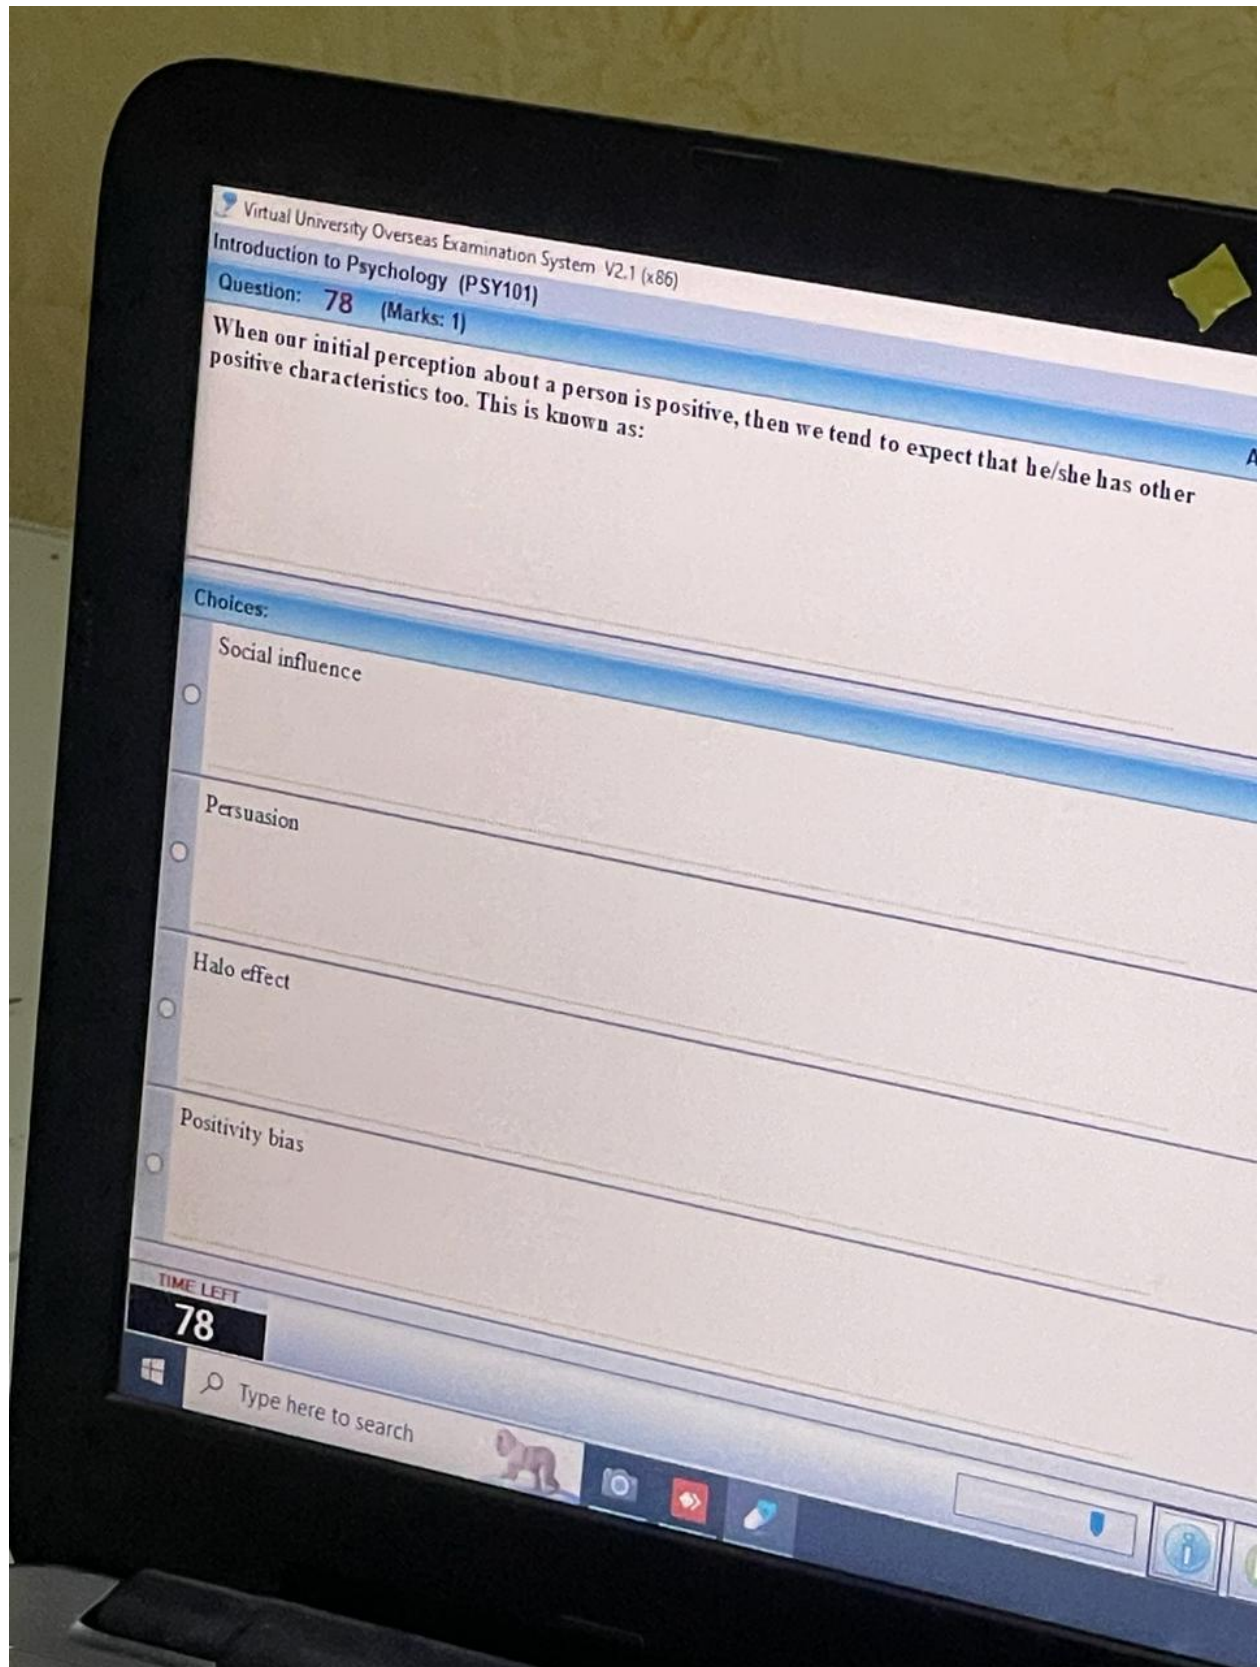 Virtual University Overseas Examination System V2.1 (x86)
Introduction to Psychology (PSY101)
Question: 78 (Marks: 1)
When our initial perception about a person is positive, then we tend to expect that he/she has other
positive characteristics too. This is known as:
Choices:
Social influence
Persuasion
Halo effect
Positivity bias
TIME LEFT
78
Type here to search